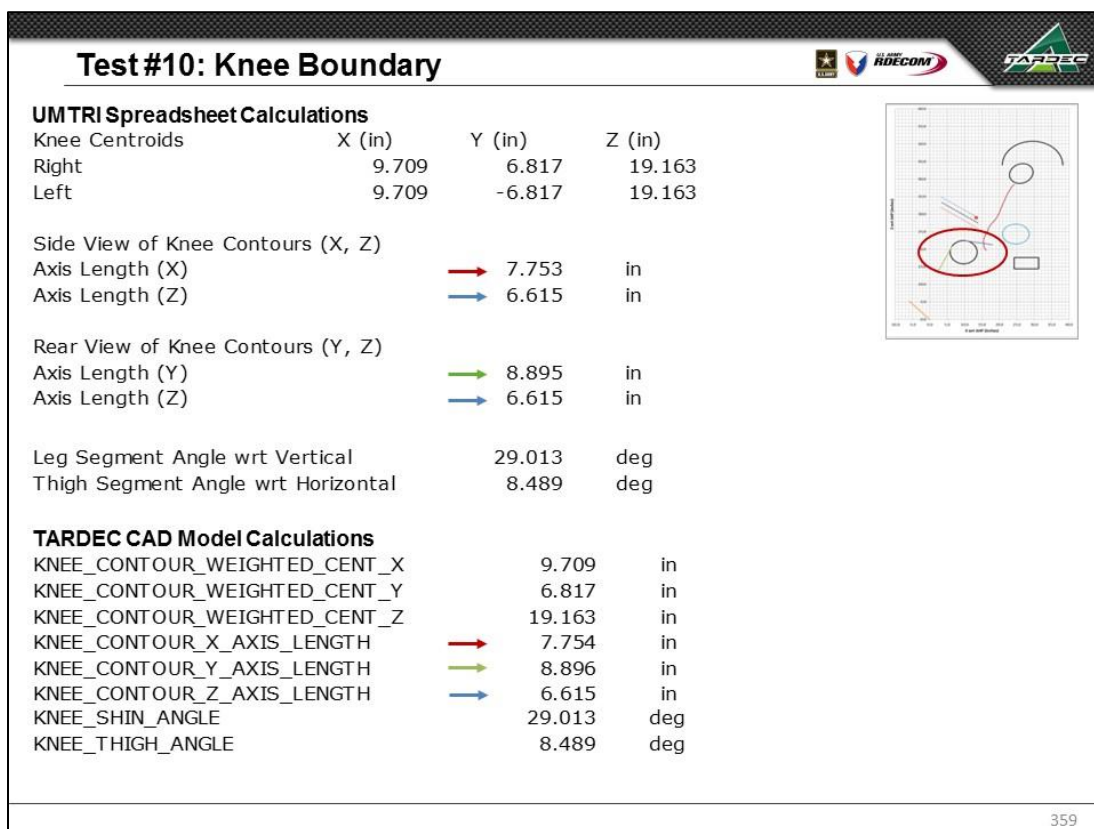 Test #10: Knee Boundary
U.S. ARMY
U.S. ARMY
RDECOM
TARDEC
UMTRI Spreadsheet Calculations
Knee Centroids X (in) Y (in) Z (in)
Right 9.709 6.817 19.163
Left 9.709 -6.817 19.163
Side View of Knee Contours (X, Z)
Axis Length (X) 7.753 in
Axis Length (Z) 6.615 in
Rear View of Knee Contours (Y, Z)
Axis Length (Y) 8.895 in
Axis Length (Z) 6.615 in
Leg Segment Angle wrt Vertical 29.013 deg
Thigh Segment Angle wrt Horizontal 8.489 deg
TARDEC CAD Model Calculations
KNEE_CONTOUR_WEIGHTED_CENT_X 9.709 in
KNEE_CONTOUR_WEIGHTED_CENT_Y 6.817 in
KNEE_CONTOUR_WEIGHTED_CENT_Z 19.163 in
KNEE_CONTOUR_X_AXIS_LENGTH 7.754 in
KNEE_CONTOUR_Y_AXIS_LENGTH 8.896 in
KNEE_CONTOUR_Z_AXIS_LENGTH 6.615 in
KNEE_SHIN_ANGLE 29.013 deg
KNEE_THIGH_ANGLE 8.489 deg
359